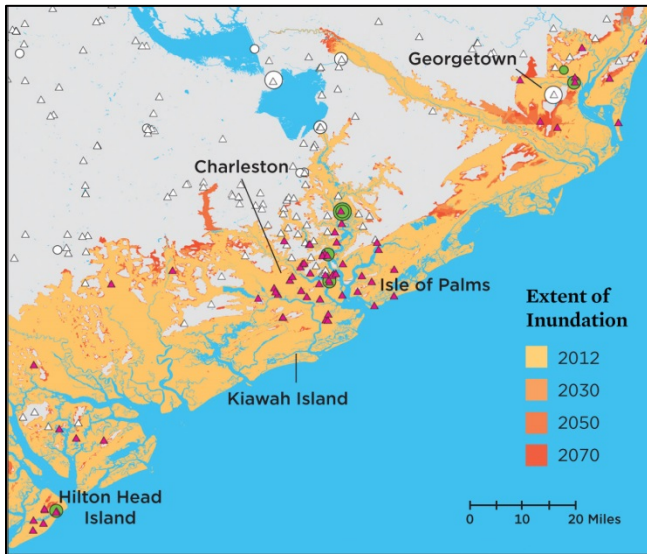 Georgetown
Charleston
Isle of Palms
Kiawah Island
Hilton Head
Island
Extent of
Inundation
2012
2030
2050
2070
0 10 20 Miles